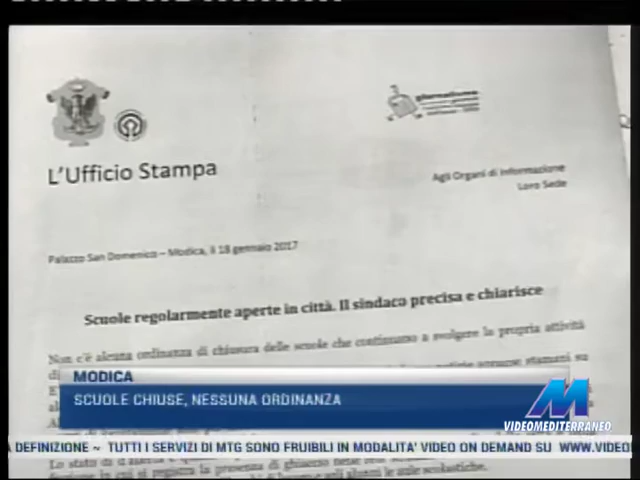 L'Ufficio Stampa
Agli Organi di Informazione
Loro Sede
Palazzo San Domenico – Modica, il 18 gennaio 2017
Scuole regolarmente aperte in città. Il sindaco precisa e chiarisce
Non c'è alcuna ordinanza di chiusura delle scuole che continuano a svolgere la propria attività
MODICA
SCUOLE CHIUSE, NESSUNA ORDINANZA
VIDEOMEDITERRANEO
A DEFINIZIONE ~ TUTTI I SERVIZI DI MTG SONO FRUIBILI IN MODALITA' VIDEO ON DEMAND SU WWW.VIDEO